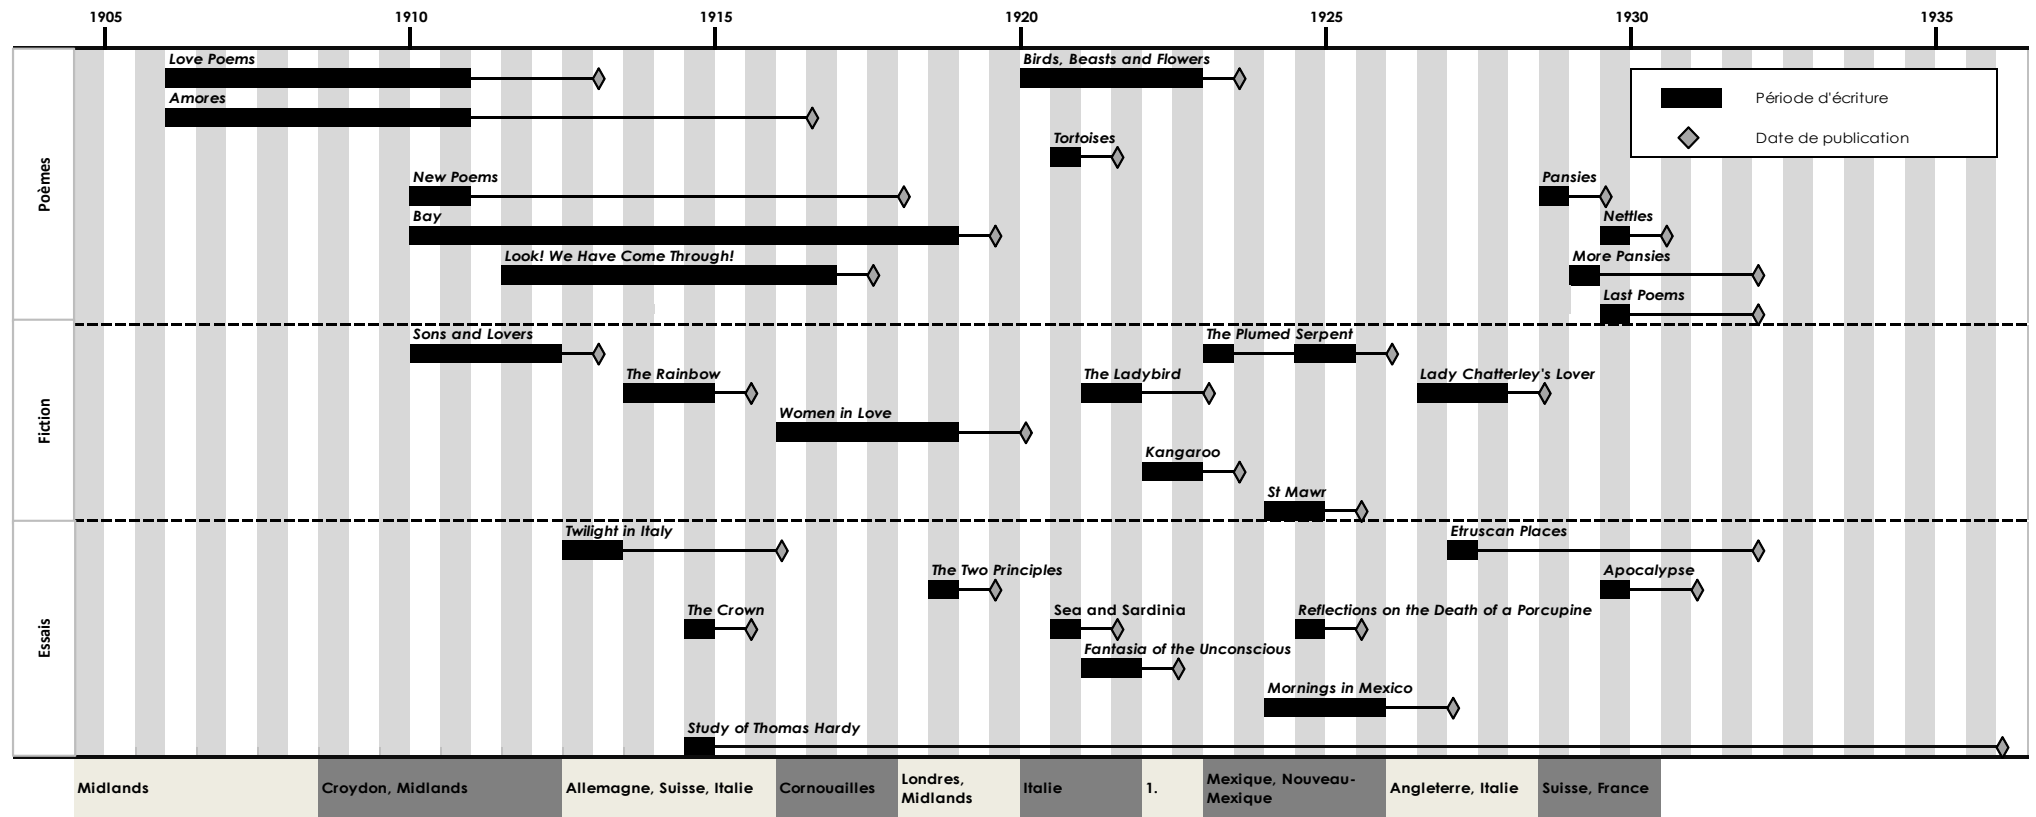 1905 1910 1915 1920 1925 1930 1935
Love Poems
Birds, Beasts and Flowers
Période d'écriture
Amores
Date de publication
Tortoises
Poèmes
New Poems
Pansies
Bay
Nettles
Look! We Have Come Through!
More Pansies
Last Poems
Sons and Lovers
The Plumed Serpent
The Rainbow
The Ladybird
Lady Chatterley's Lover
Fiction
Women in Love
Kangaroo
St Mawr
Twilight in Italy
Etruscan Places
The Two Principles
Apocalypse
Essais
The Crown
Sea and Sardinia
Reflections on the Death of a Porcupine
Fantasia of the Unconscious
Mornings in Mexico
Study of Thomas Hardy
Midlands
Croydon, Midlands
Allemagne, Suisse, Italie
Cornouailles
Londres,
Midlands
Italie
1.
Mexique, Nouveau-
Mexique
Angleterre, Italie
Suisse, France